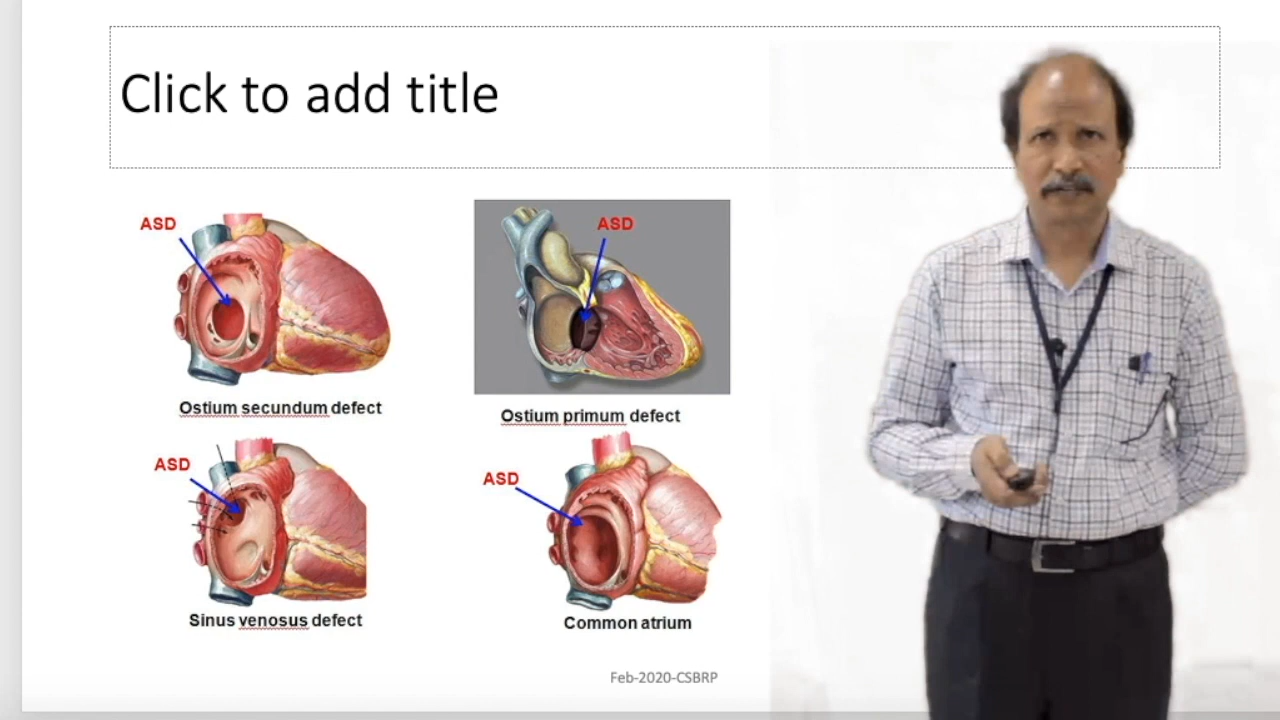 Click to add title
ASD
ASD
Ostium secundum defect
Ostium primum defect
ASD
ASD
Sinus venosus defect
Common atrium
Feb-2020-CSBRP